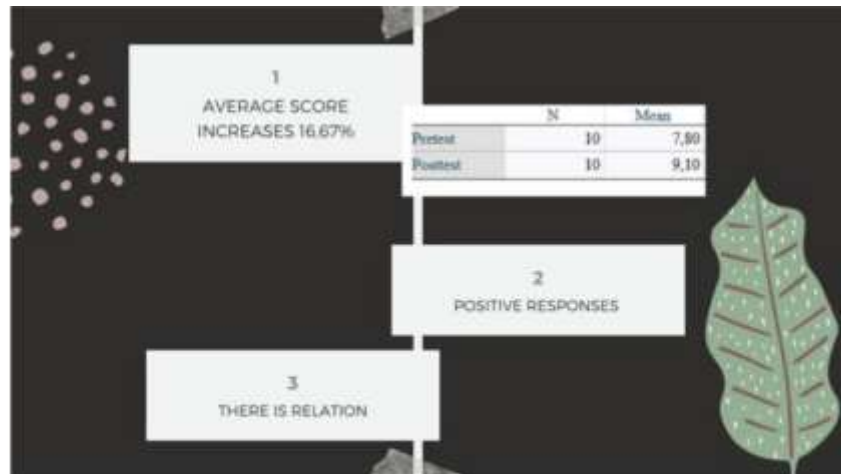 1
AVERAGE SCORE
INCREASES 16.67%
N Mean
Pretest 10 7,80
Posttest 10 9,10
2
POSITIVE RESPONSES
3
THERE IS RELATION